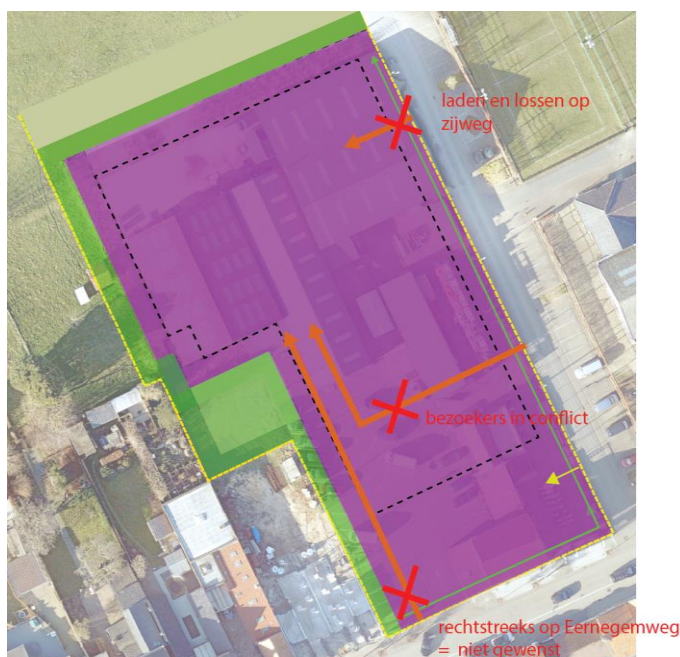 laden en lossen op
zijweg
bezoekers in conflict
rechtstreeks op Eernegemweg
= niet gewenst